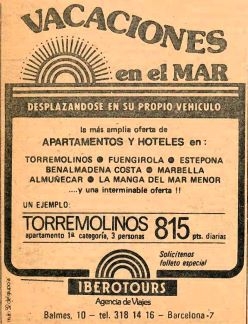 VACACIONES
en el MAR
DESPLAZANDOSE EN SU PROPIO VEHICULO
la más amplia oferta de
APARTAMENTOS Y HOTELES en:
TORREMOLINOS ● FUENGIROLA ● ESTEPONA
BENALMADENA COSTA ● MARBELLA
ALMUÑECAR ● LA MANGA DEL MAR MENOR
....y una interminable oferta !!
UN EJEMPLO:
TORREMOLINOS 815 pts. diarias
apartamento 1ª categoría, 3 personas
Solicítenos
folleto especial
IBEROTOURS
Agencia de Viajes
Balmes, 10 – tel. 318 14 16 – Barcelona-7